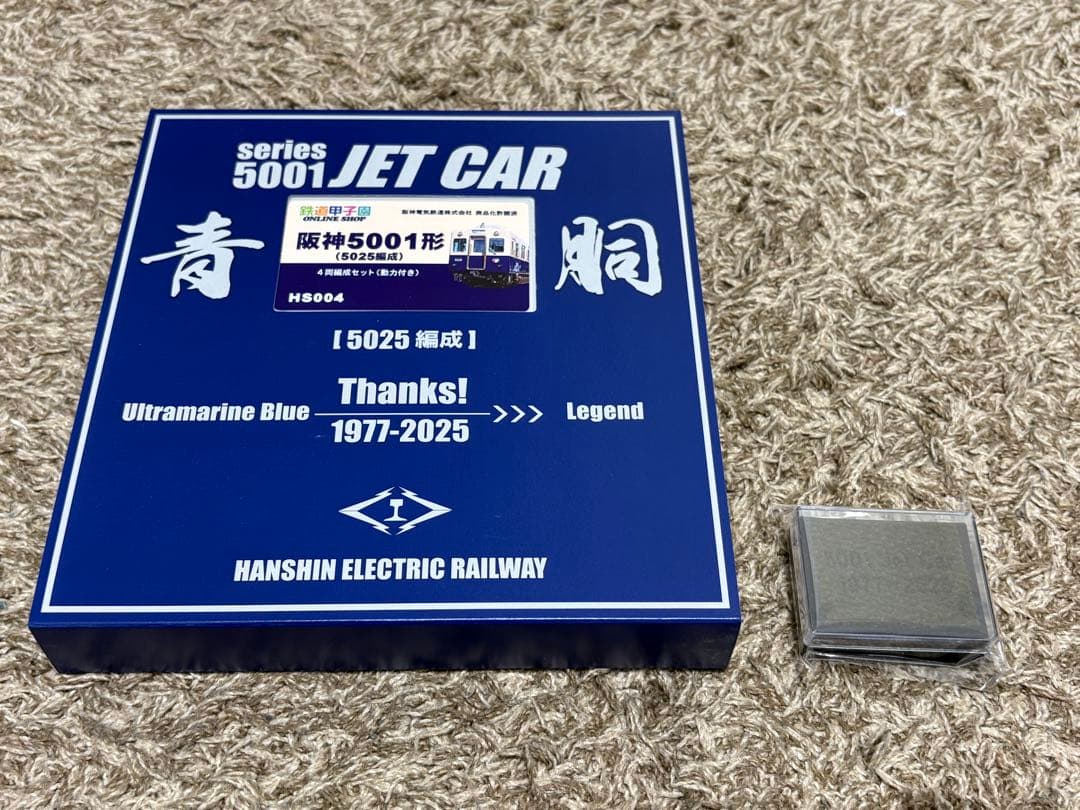 series
5001 JET CAR
鉄道甲子園
ONLINE SHOP
阪神電気鉄道株式会社 商品化許諾済
阪神5001形
(5025編成)
4両編成セット(動力付き)
HS004
青胴
[5025編成]
Thanks!
Ultramarine Blue >>> Legend
1977-2025
HANSHIN ELECTRIC RAILWAY